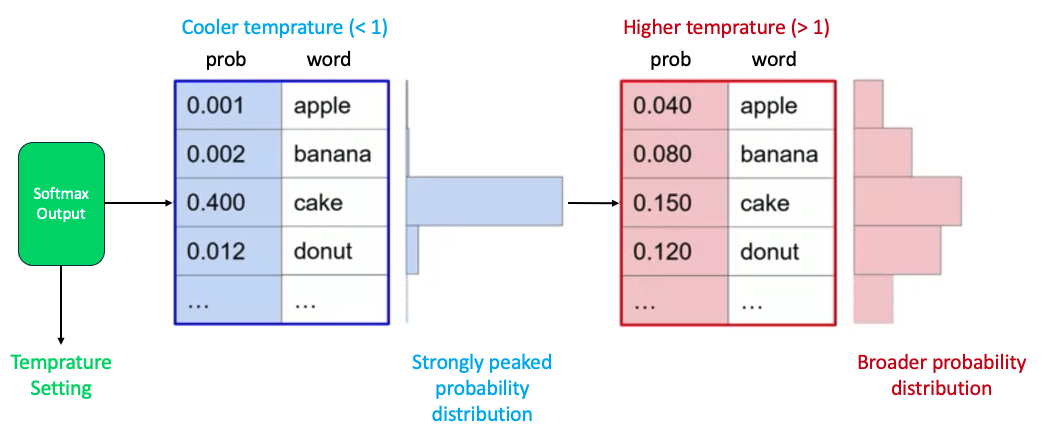 Cooler temprature (< 1)
prob word
0.001 apple
0.002 banana
0.400 cake
0.012 donut
... ...
Higher temprature (> 1)
prob word
0.040 apple
0.080 banana
0.150 cake
0.120 donut
... ...
Softmax
Output
Temprature
Setting
Strongly peaked
probability
distribution
Broader probability
distribution